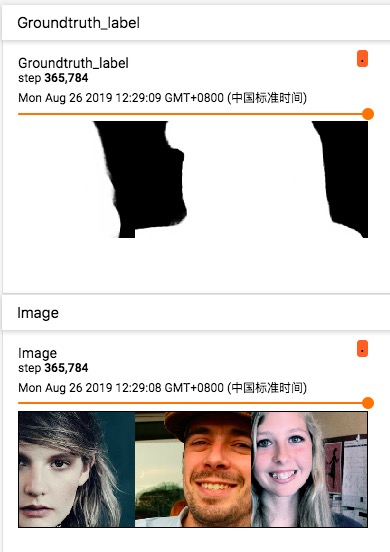 Groundtruth_label
Groundtruth_label
step 365,784
Mon Aug 26 2019 12:29:09 GMT+0800 (中国标准时间)
Image
Image
step 365,784
Mon Aug 26 2019 12:29:08 GMT+0800 (中国标准时间)